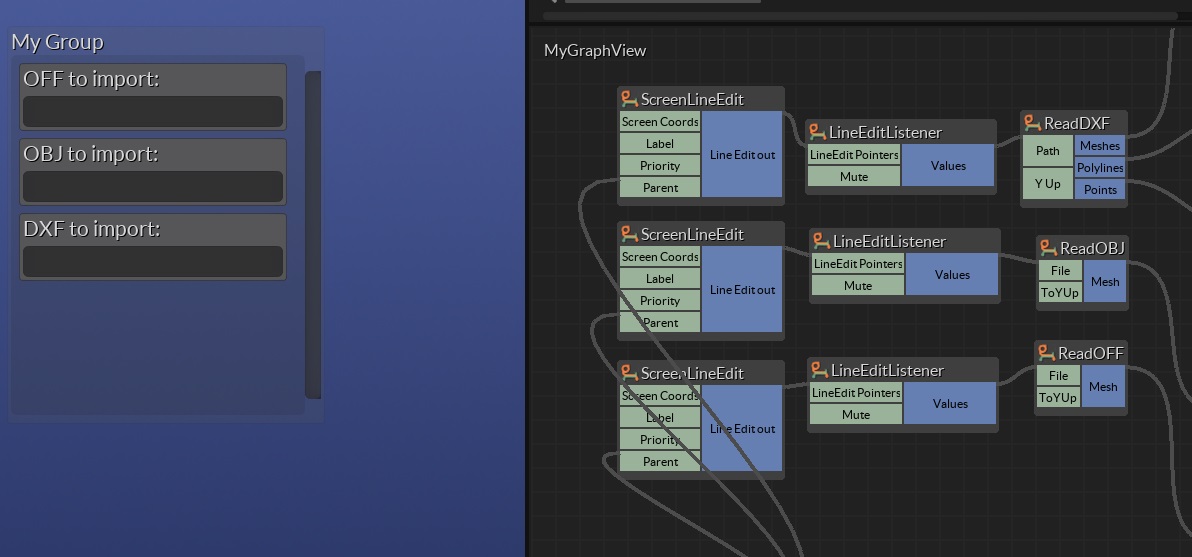 My Group
OFF to import:
OBJ to import:
DXF to import:
MyGraphView
ScreenLineEdit
Screen Coords
Label
Priority
Parent
Line Edit out
LineEditListener
LineEdit Pointers
Mute
Values
ReadDXF
Path
Y Up
Meshes
Polylines
Points
ScreenLineEdit
Screen Coords
Label
Priority
Parent
Line Edit out
LineEditListener
LineEdit Pointers
Mute
Values
ReadOBJ
File
ToYUp
Mesh
ScreenLineEdit
Screen Coords
Label
Priority
Parent
Line Edit out
LineEditListener
LineEdit Pointers
Mute
Values
ReadOFF
File
ToYUp
Mesh